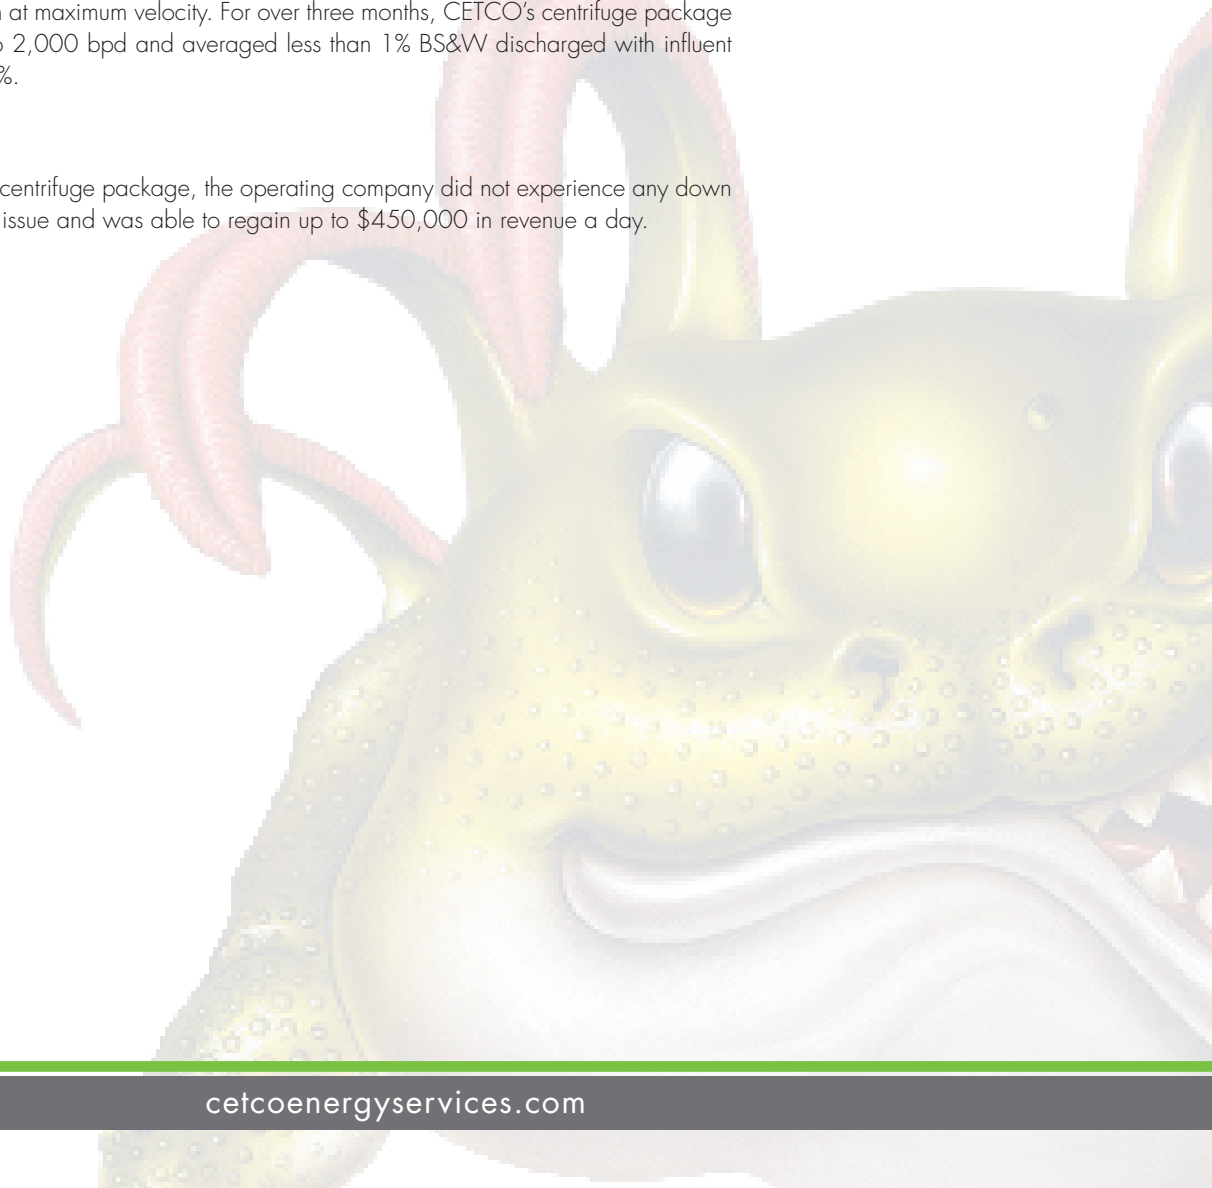 at maximum velocity. For over three months, CETCO’s centrifuge package
2,000 bpd and averaged less than 1% BS&W discharged with influent
%.
centrifuge package, the operating company did not experience any down
issue and was able to regain up to $450,000 in revenue a day.
cetcoenergyservices.com